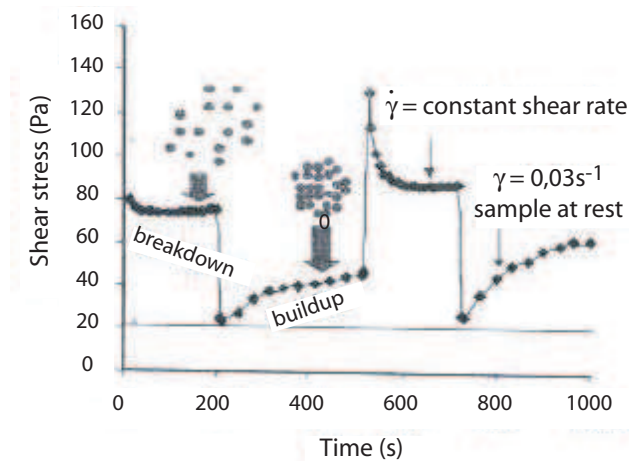 160
140
120
100
80
60
40
20
0
Shear stress (Pa)
breakdown
0
buildup
γ̇ = constant shear rate
γ = 0,03s⁻¹
sample at rest
0
200
400
600
800
1000
Time (s)